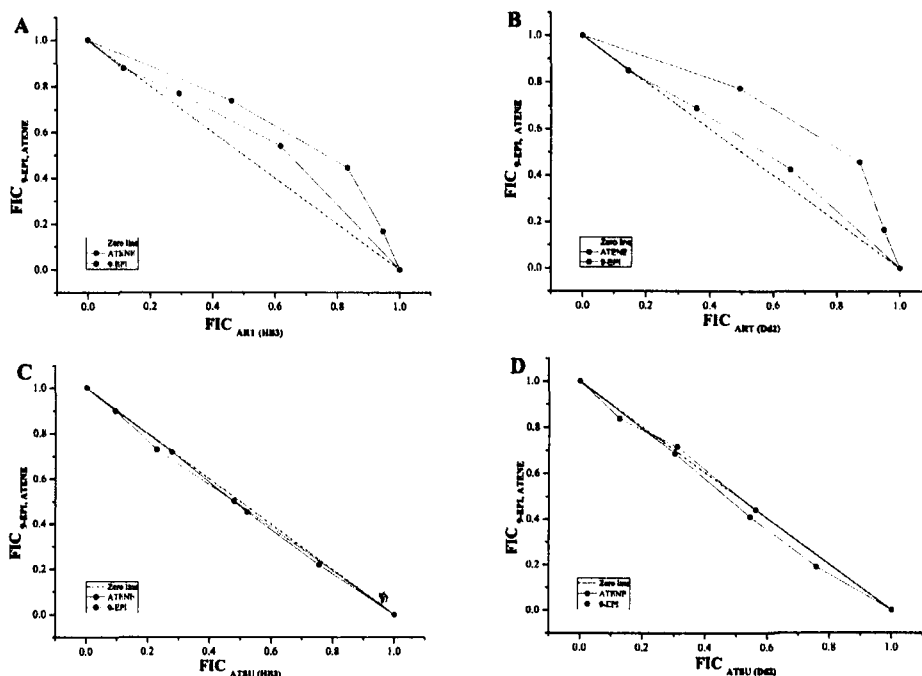 A
1.0
0.8
0.6
0.4
0.2
0.0
0.0 0.2 0.4 0.6 0.8 1.0
FIC 9-EPI, ATENE
FIC ART (HB3)
Zero line
ATENE
9-EPI
B
1.0
0.8
0.6
0.4
0.2
0.0
0.0 0.2 0.4 0.6 0.8 1.0
FIC 9-EPI, ATENE
FIC ART (Dd2)
Zero line
ATENE
9-EPI
C
1.0
0.8
0.6
0.4
0.2
0.0
0.0 0.2 0.4 0.6 0.8 1.0
FIC 9-EPI, ATENE
FIC ATSU (HB3)
Zero line
ATENE
9-EPI
D
1.0
0.8
0.6
0.4
0.2
0.0
0.0 0.2 0.4 0.6 0.8 1.0
FIC 9-EPI, ATENE
FIC ATSU (Dd2)
Zero line
ATENE
9-EPI